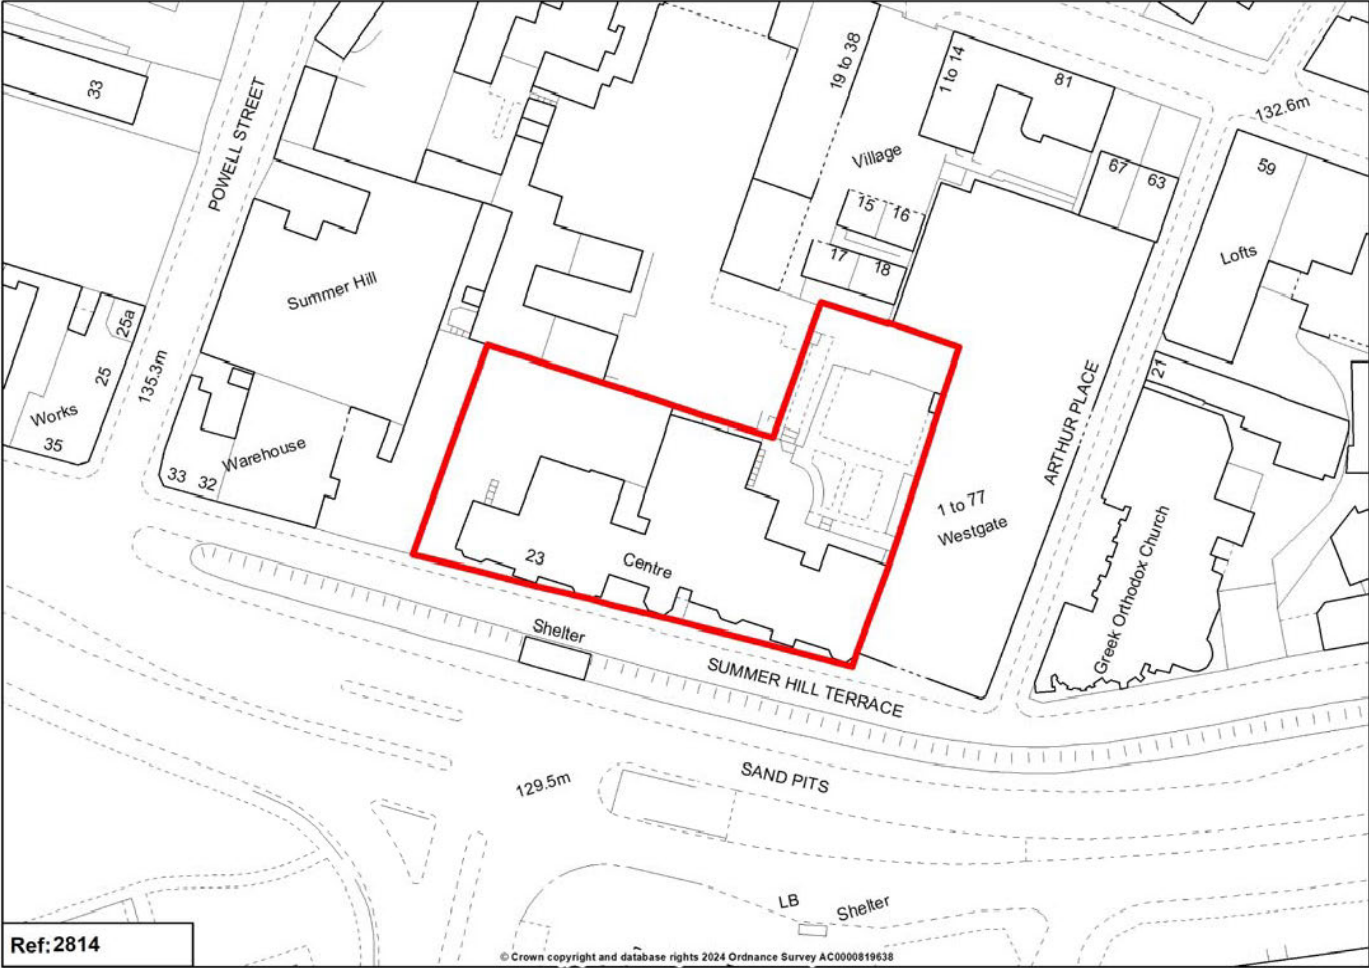 33
POWELL STREET
19 to 38
1 to 14
81
132.6m
Village
67
63
59
15
16
17
18
Lofts
Summer Hill
25a
25
135.3m
Works
35
33
32
Warehouse
21
ARTHUR PLACE
1 to 77
Westgate
Greek Orthodox Church
23
Centre
Shelter
SUMMER HILL TERRACE
SAND PITS
129.5m
LB
Shelter
Ref:2814
© Crown copyright and database rights 2024 Ordnance Survey AC0000819638